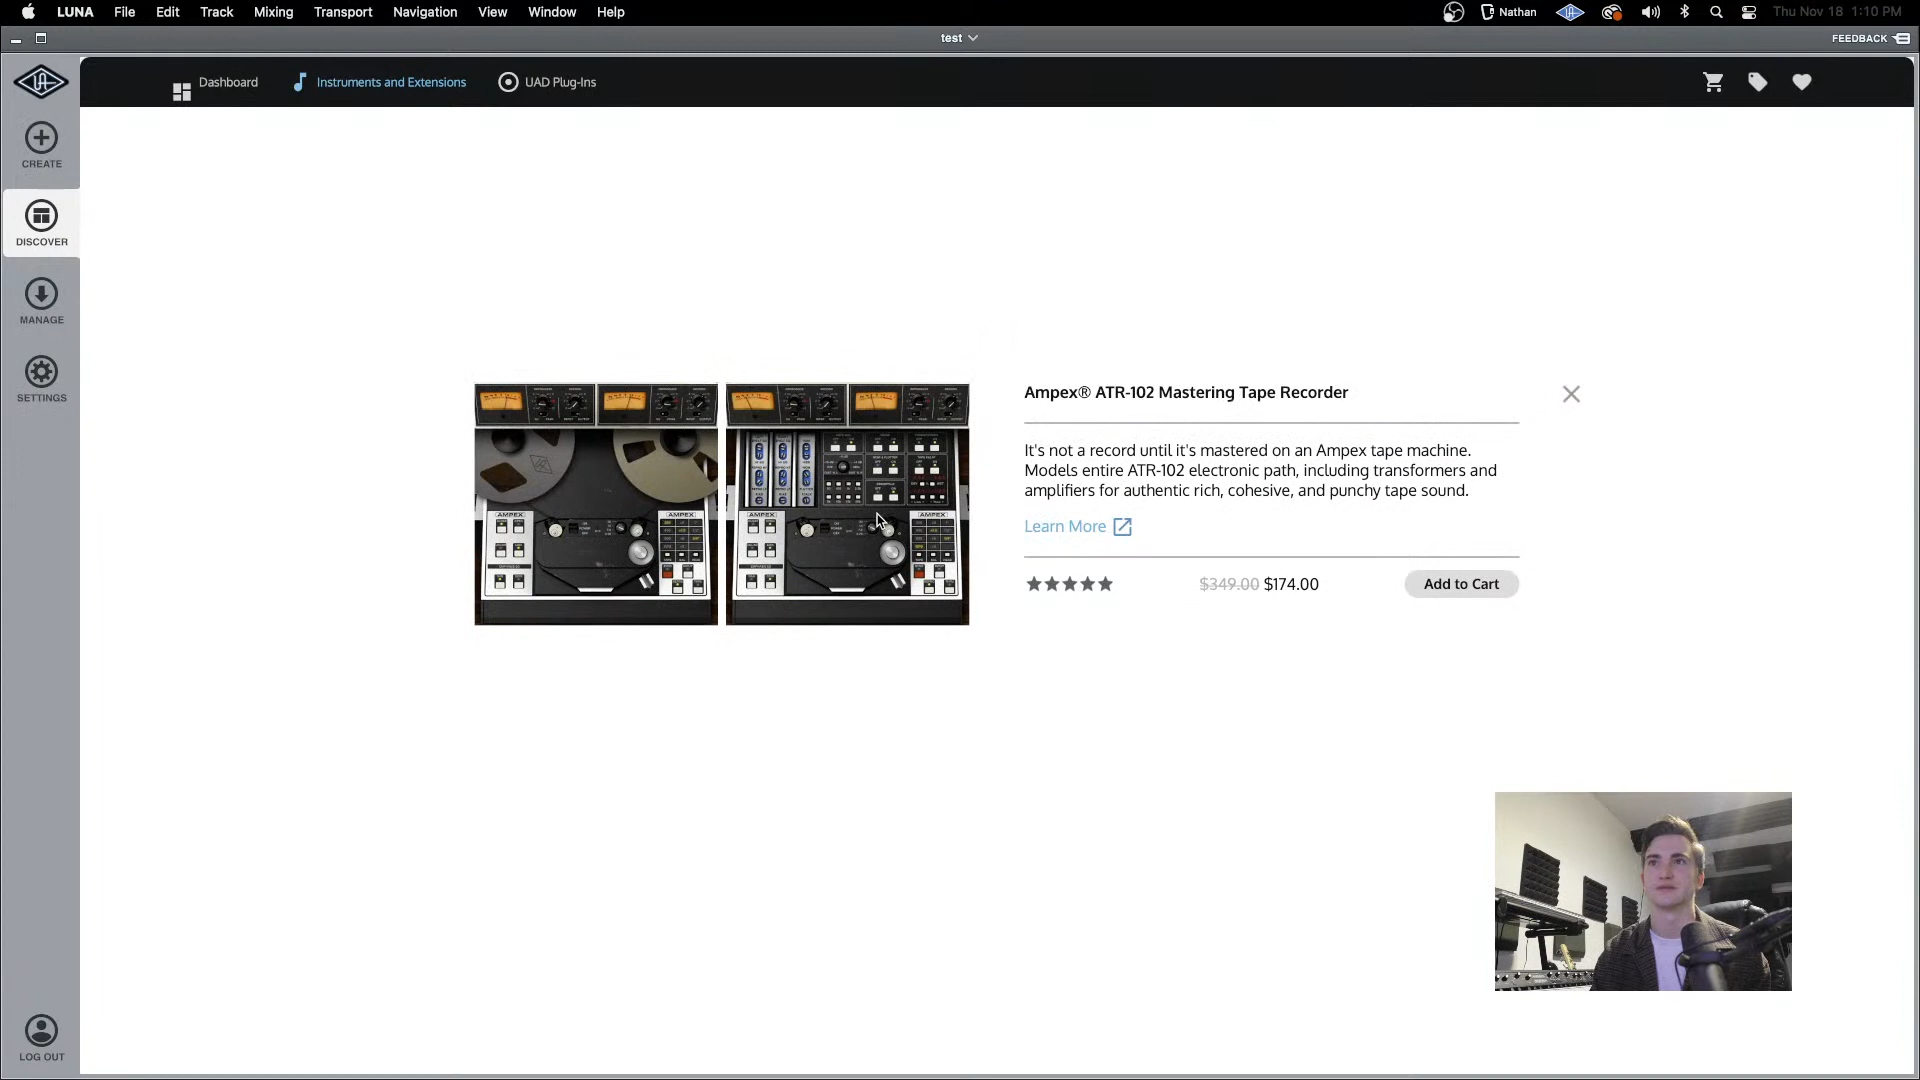 LUNA File Edit Track Mixing Transport Navigation View Window Help Nathan Thu Nov 18 1:10 PM
test FEEDBACK
Dashboard Instruments and Extensions UAD Plug-Ins
CREATE
DISCOVER
MANAGE
SETTINGS
LOG OUT
AMPEX AMPEX AMPEX AMPEX
Ampex® ATR-102 Mastering Tape Recorder
It's not a record until it's mastered on an Ampex tape machine.
Models entire ATR-102 electronic path, including transformers and
amplifiers for authentic rich, cohesive, and punchy tape sound.
Learn More
$349.00 $174.00 Add to Cart